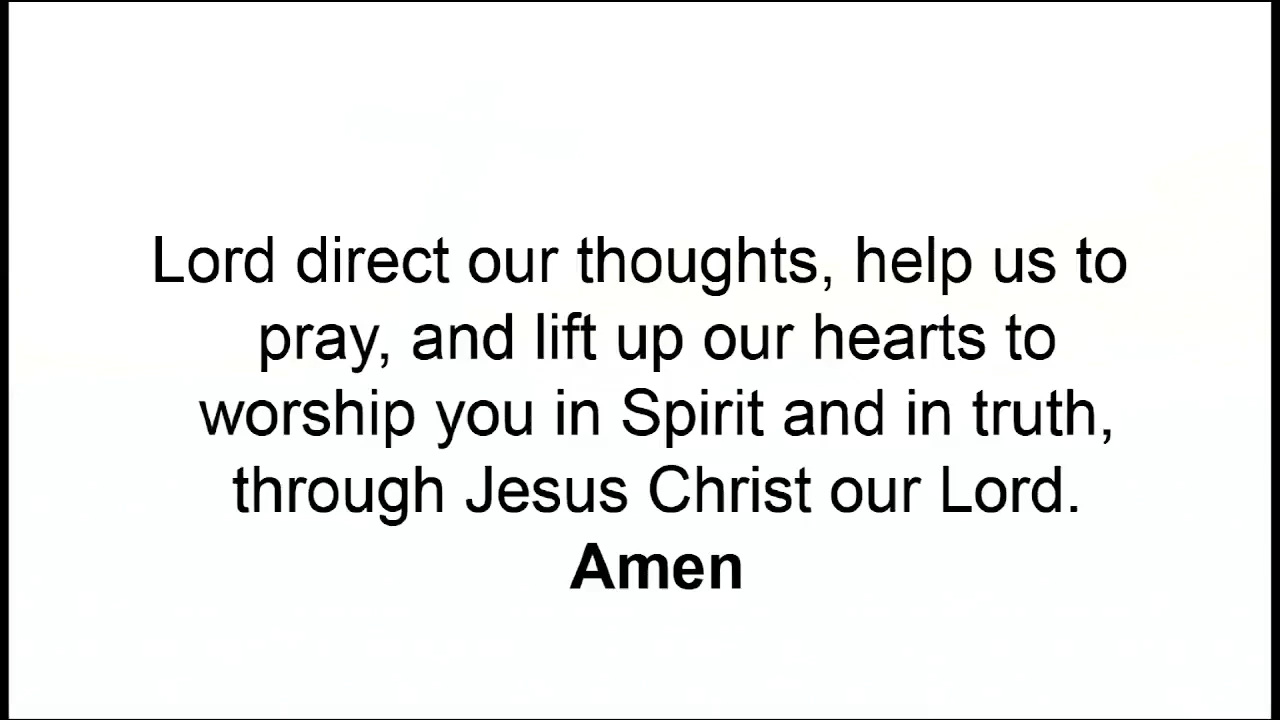 Lord direct our thoughts, help us to
pray, and lift up our hearts to
worship you in Spirit and in truth,
through Jesus Christ our Lord.
Amen